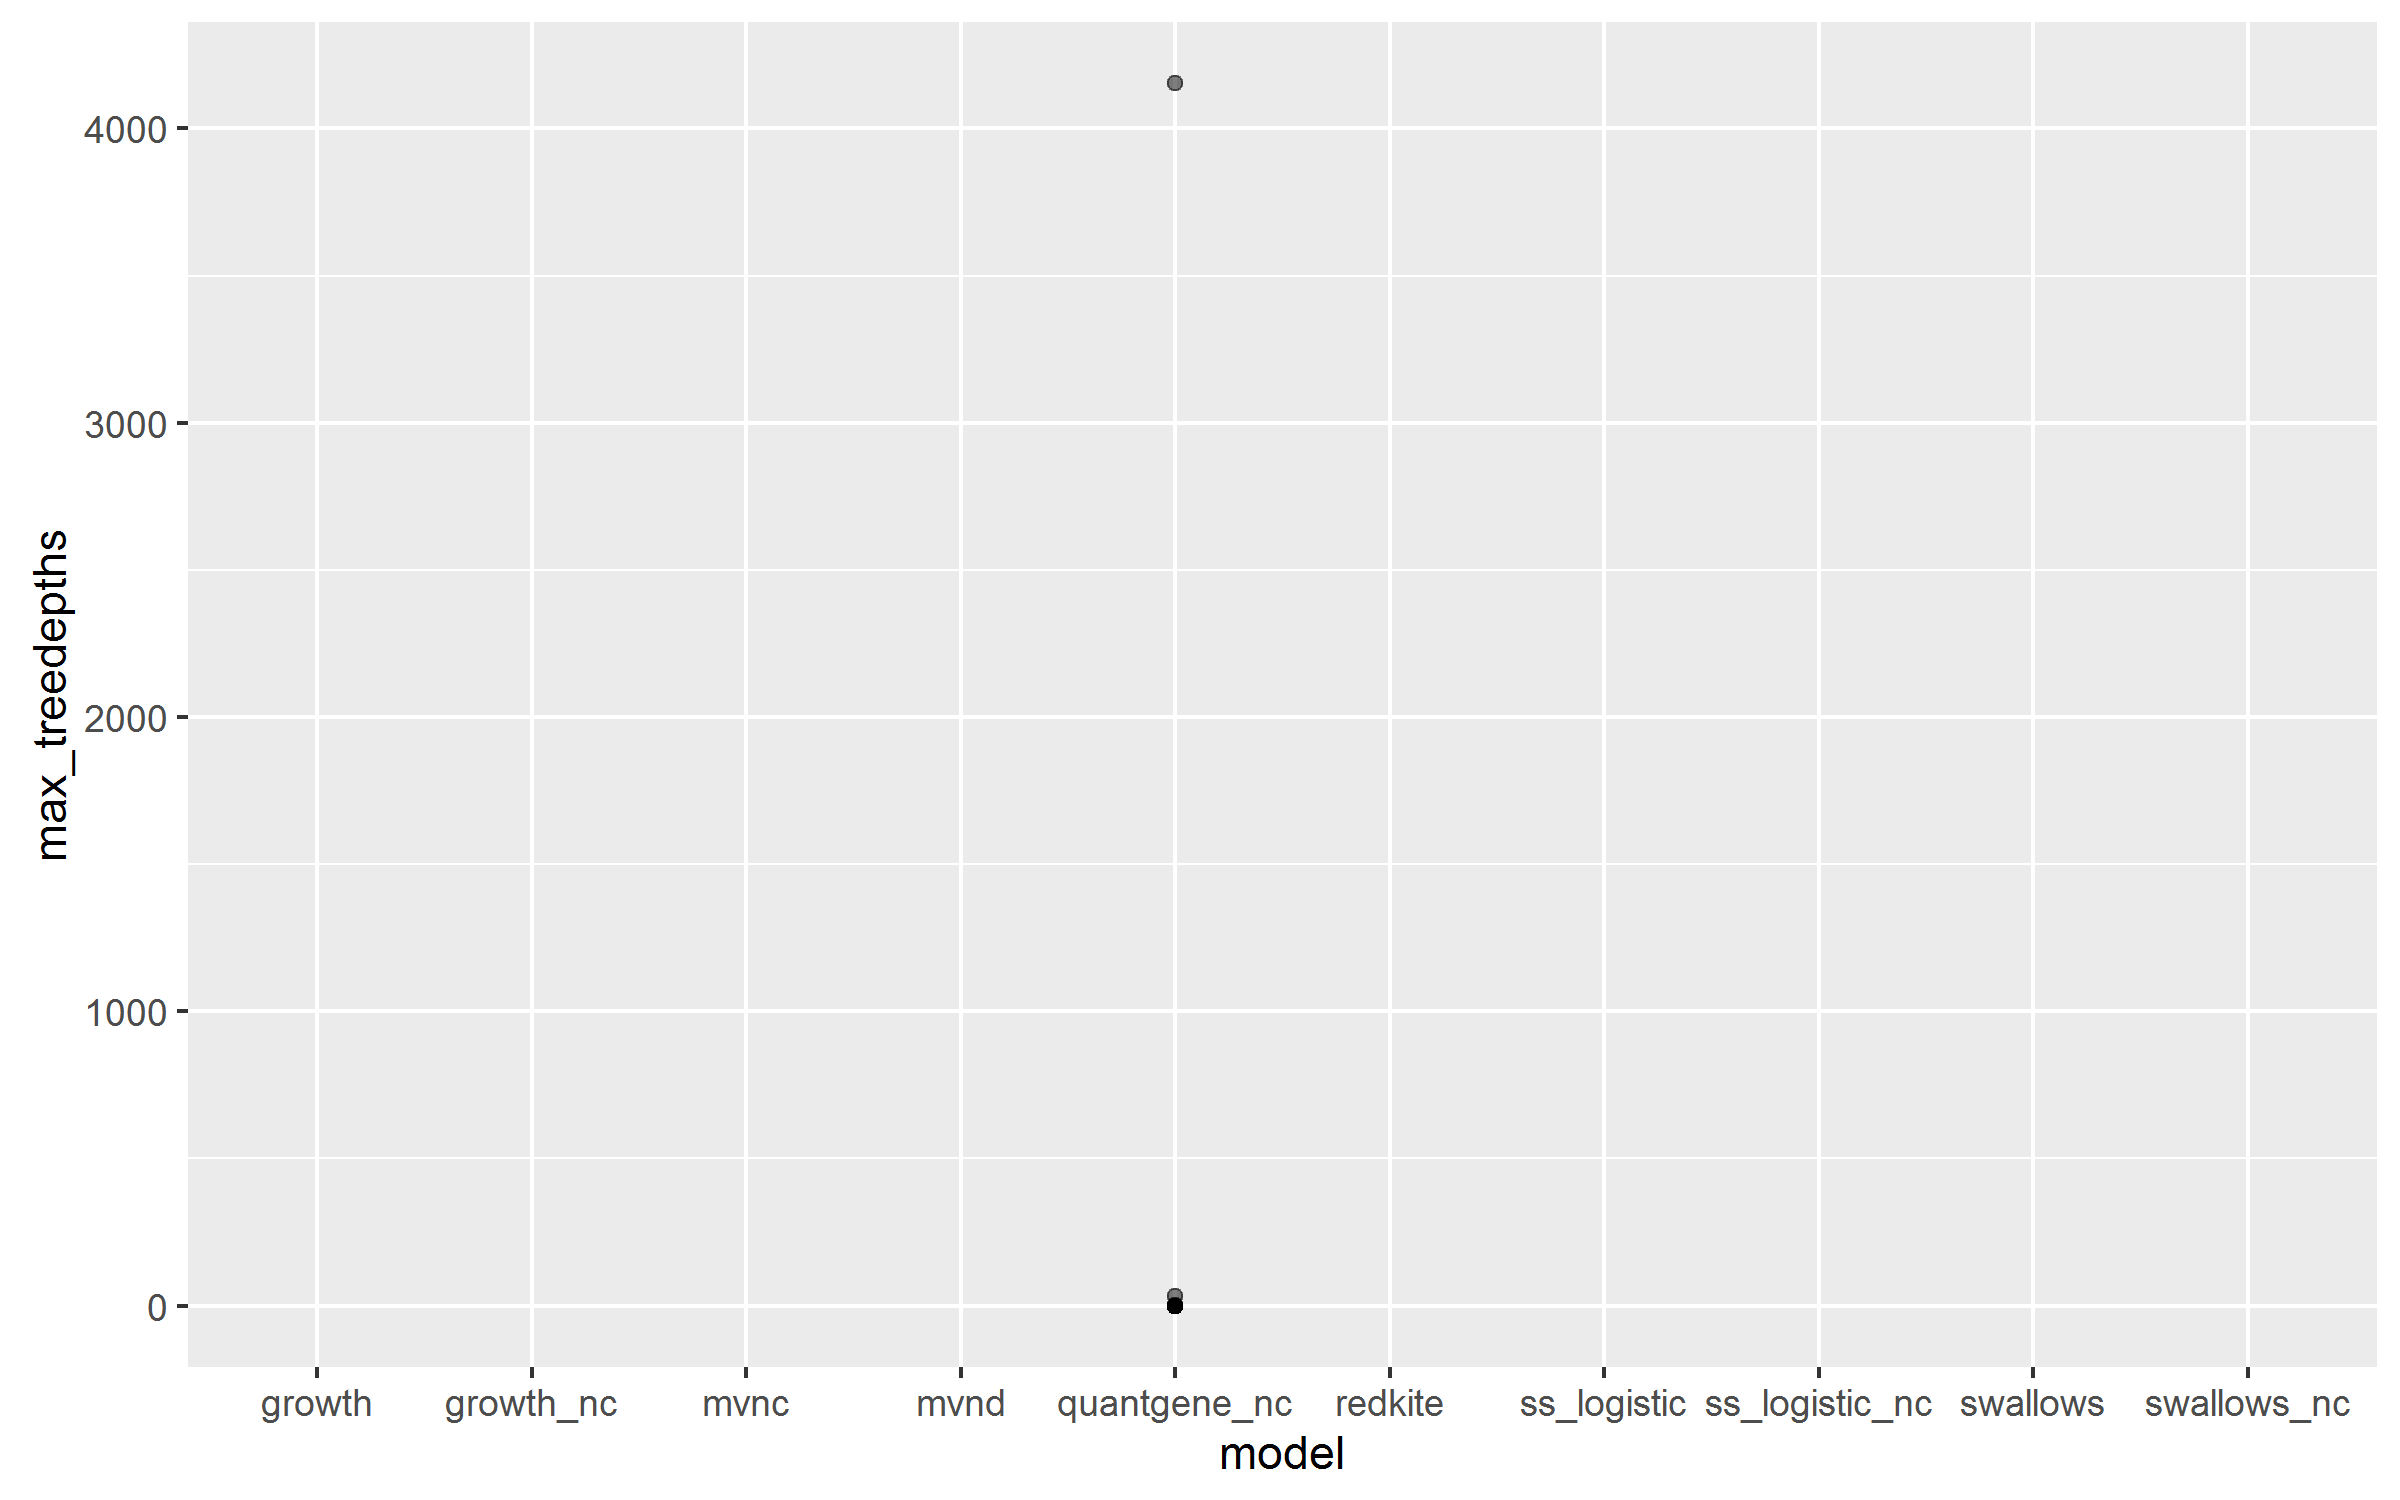 max_treedepths
4000
3000
2000
1000
0
growth growth_nc mvnc mvnd quantgene_nc redkite ss_logistic ss_logistic_nc swallows swallows_nc
model